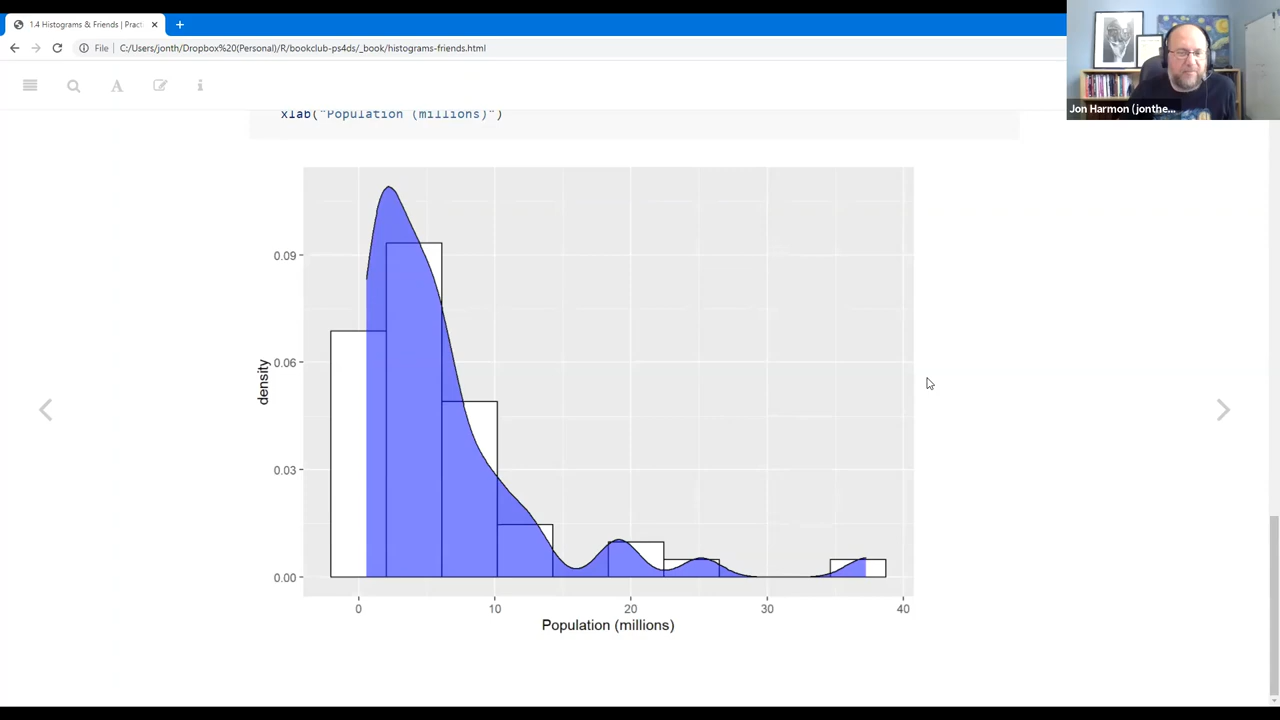 1.4 Histograms & Friends | Pract
File
C:/Users/jonth/Dropbox%20(Personal)/R/bookclub-ps4ds/_book/histograms-friends.html
Jon Harmon (jonthe...
xlab("Population (millions)")
density
0.09
0.06
0.03
0.00
0 10 20 30 40
Population (millions)